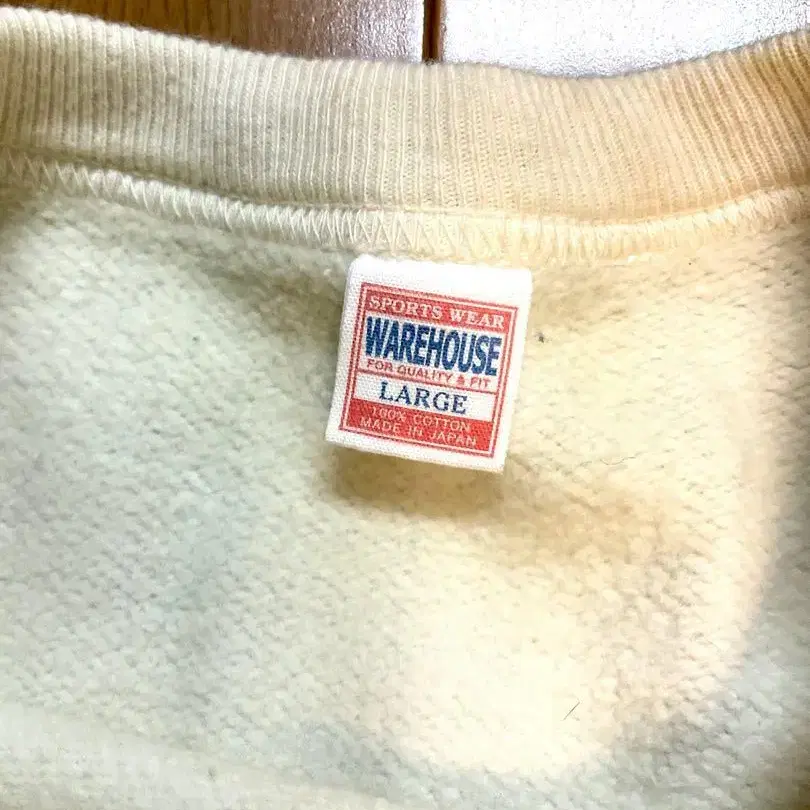 SPORTS WEAR
WAREHOUSE
FOR QUALITY & FIT
LARGE
100% COTTON
MADE IN JAPAN